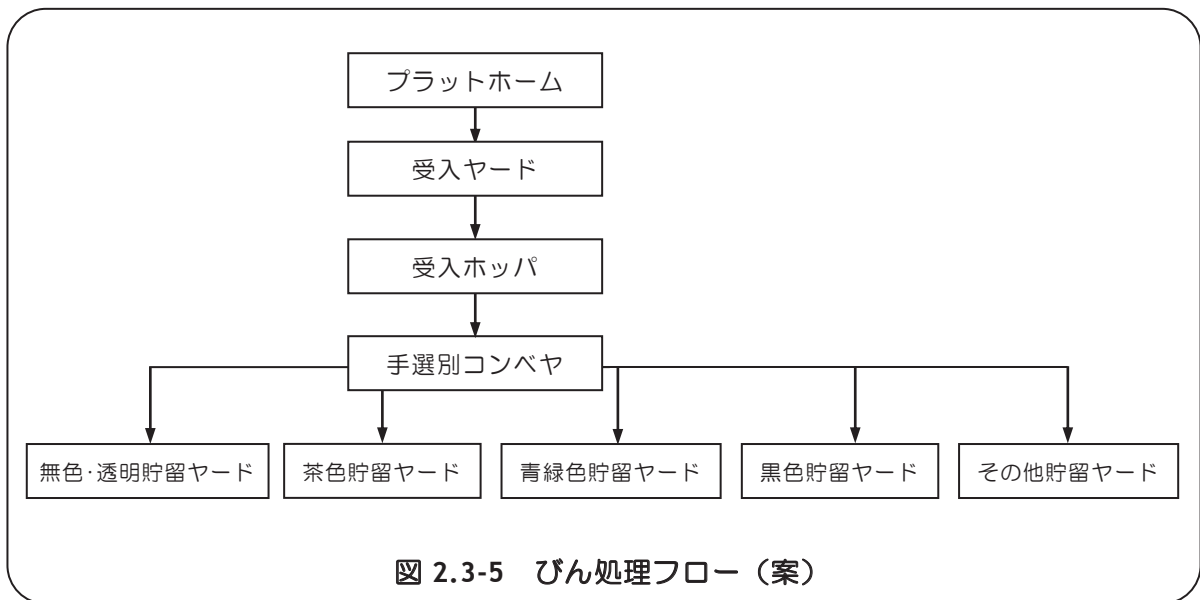 プラットホーム
受入ヤード
受入ホッパ
手選別コンベヤ
無色·透明貯留ヤード
茶色貯留ヤード
青緑色貯留ヤード
黒色貯留ヤード
その他貯留ヤード
図 2.3-5　びん処理フロー（案）